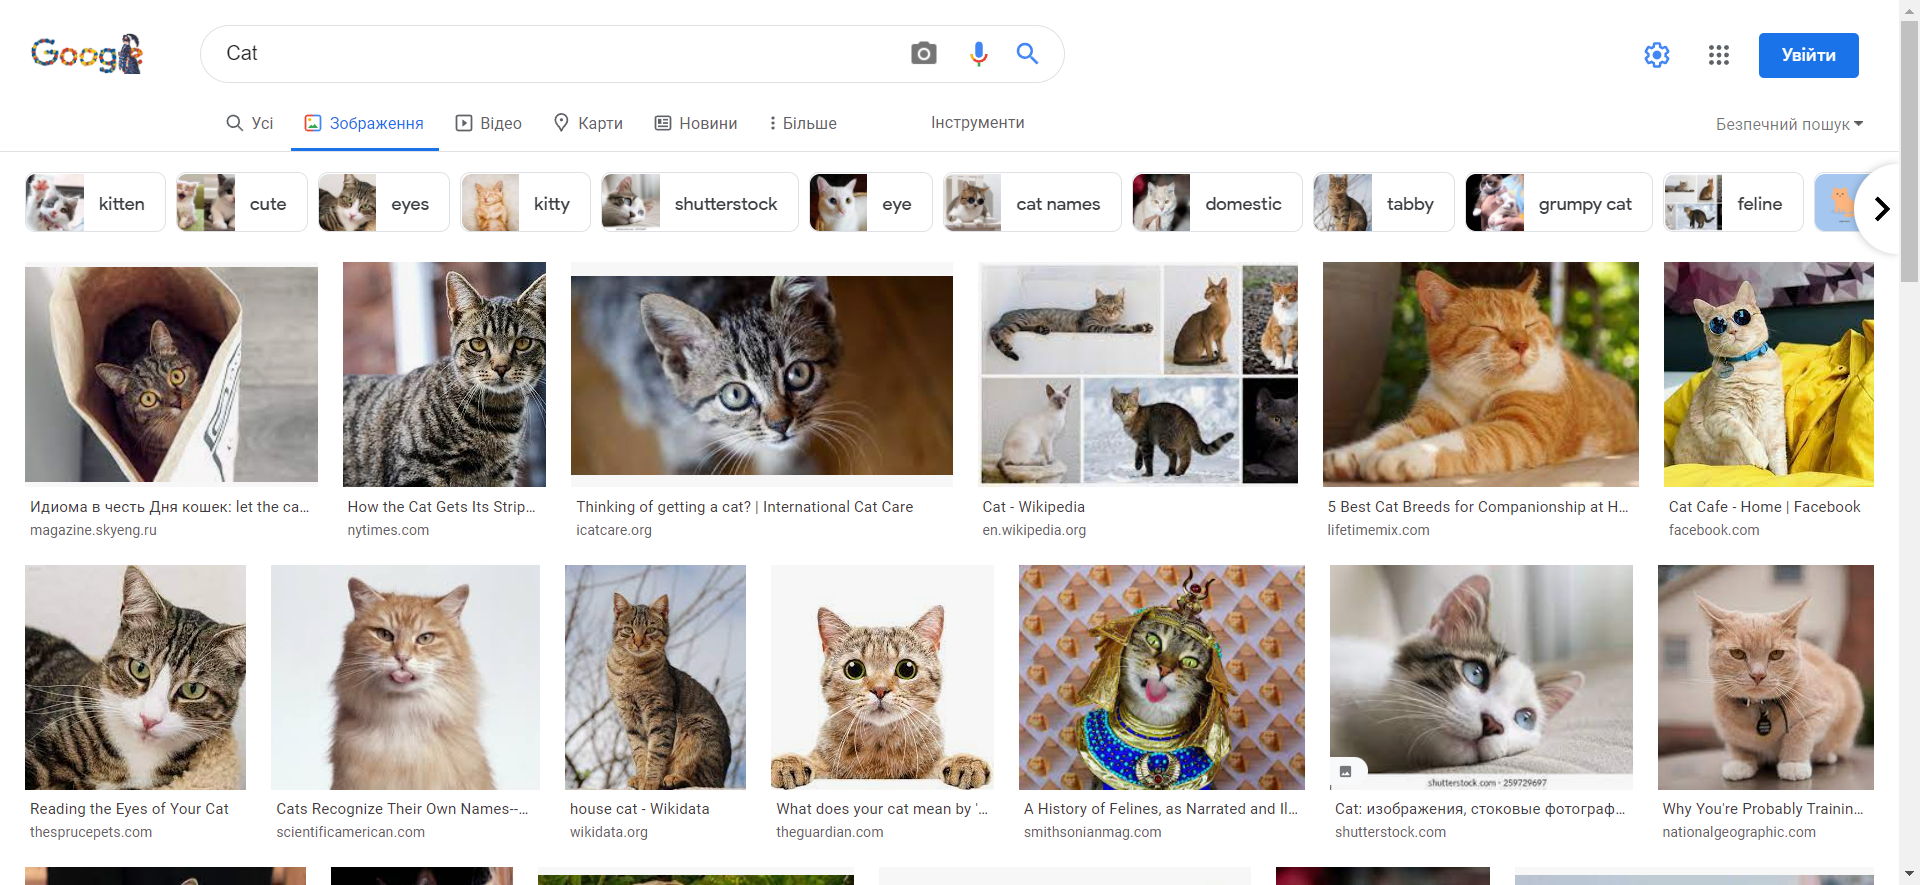 Google
Cat
Увійти
Усі
Зображення
Відео
Карти
Новини
Більше
Інструменти
Безпечний пошук
kitten
cute
eyes
kitty
shutterstock
eye
cat names
domestic
tabby
grumpy cat
feline
Идиома в честь Дня кошек: let the ca...
magazine.skyeng.ru
How the Cat Gets Its Strip...
nytimes.com
Thinking of getting a cat? | International Cat Care
icatcare.org
Cat - Wikipedia
en.wikipedia.org
5 Best Cat Breeds for Companionship at H...
lifetimemix.com
Cat Cafe - Home | Facebook
facebook.com
shutterstock.com · 259729697
Reading the Eyes of Your Cat
thesprucepets.com
Cats Recognize Their Own Names--...
scientificamerican.com
house cat - Wikidata
wikidata.org
What does your cat mean by '...
theguardian.com
A History of Felines, as Narrated and Il...
smithsonianmag.com
Cat: изображения, стоковые фотограф...
shutterstock.com
Why You're Probably Trainin...
nationalgeographic.com